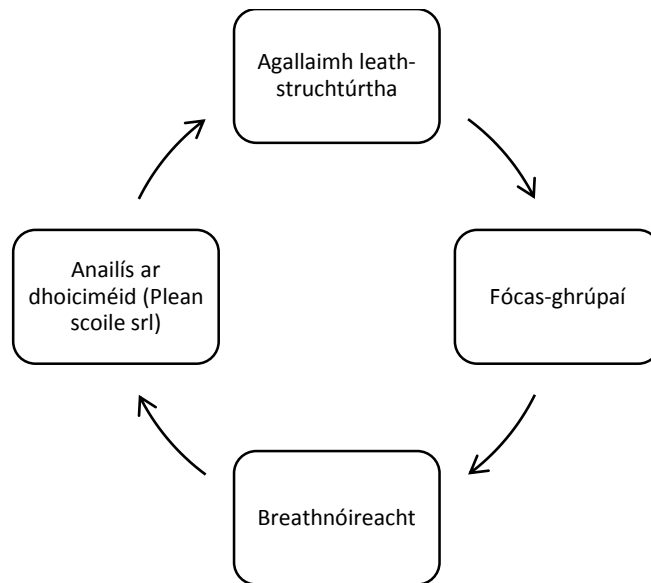 Agallaimh leath-
struchtúrtha
Anailís ar
dhoiciméid (Plean
scoile srl)
Fócas-ghrúpaí
Breathnóireacht